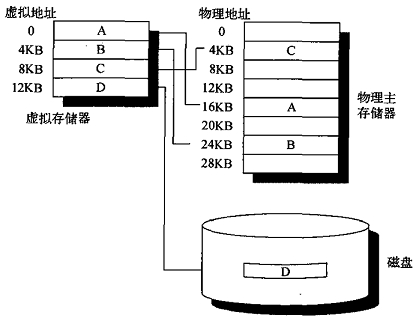 虚拟地址
0 A
4KB B
8KB C
12KB D
虚拟存储器
物理地址
0
4KB C
8KB
12KB
16KB A
20KB
24KB B
28KB
物理主
存储器
磁盘
D